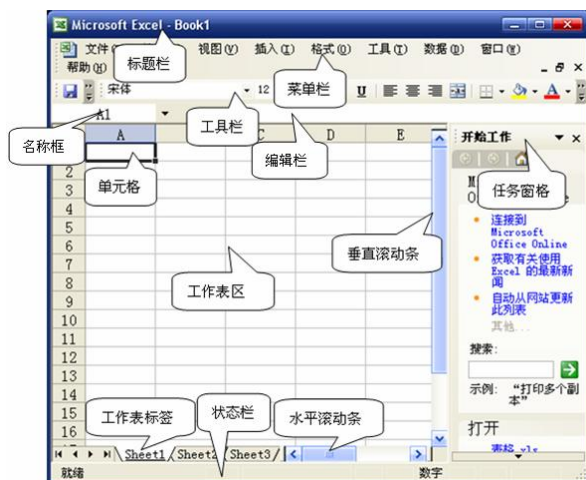 Microsoft Excel - Book1
文件 视图(V) 插入(I) 格式(O) 工具(T) 数据(D) 窗口(W)
帮助(H)
标题栏
菜单栏
宋体 12 U A
A1
名称框
工具栏
编辑栏
开始工作
A C D E
单元格
任务窗格
2
3
4
5
6
7
8
9
10
11
12
13
14
15
16
连接到
Microsoft
Office Online
获取有关使用
Excel 的最新新
闻
自动从网站更新
此列表
其他...
垂直滚动条
工作表区
搜索:
示例: “打印多个副
本”
工作表标签
状态栏
水平滚动条
打开
表格.xls
Sheet1 Sheet2 Sheet3
就绪
数字